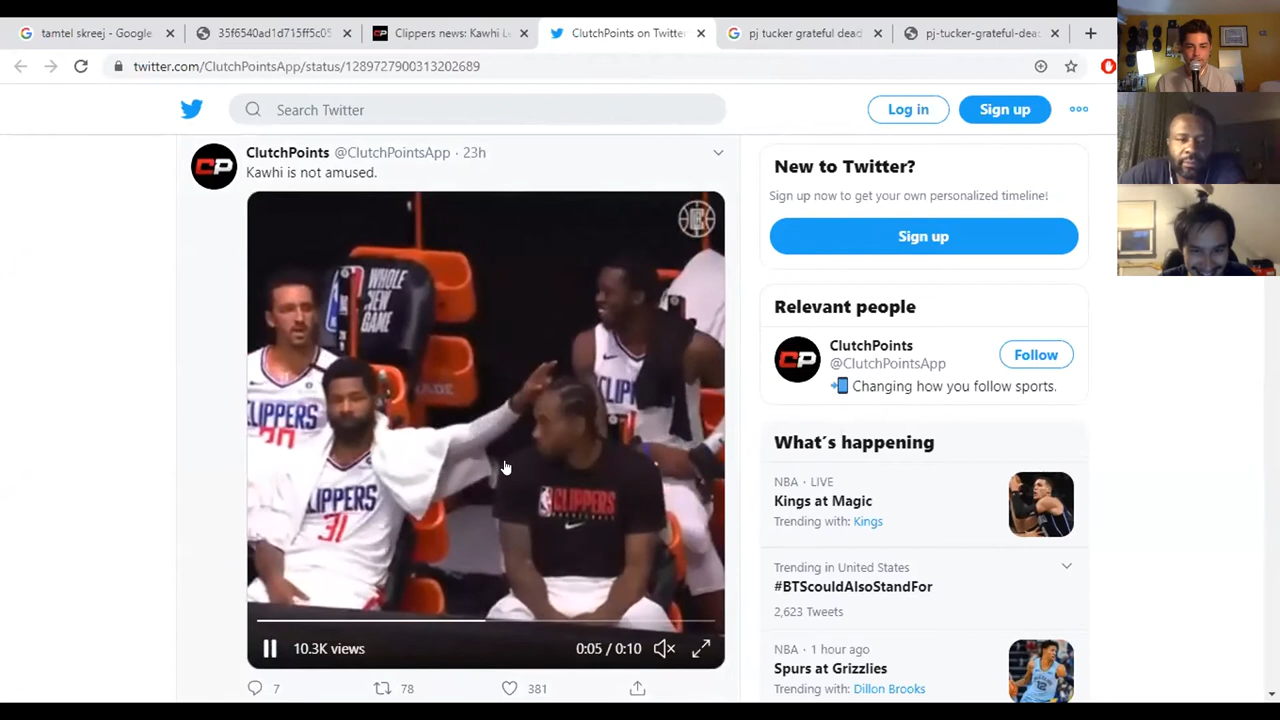 tamtel skreej - Google
35f6540ad1d715ff5c05
Clippers news: Kawhi Le
ClutchPoints on Twitter
pj tucker grateful dead
pj-tucker-grateful-dea
twitter.com/ClutchPointsApp/status/1289727900313202689
Search Twitter
Log in
Sign up
ClutchPoints @ClutchPointsApp · 23h
Kawhi is not amused.
CP
WHOLE
NEW
GAME
CLIPPERS
CLIPPERS
31
CLIPPERS
10.3K views
0:05 / 0:10
7
78
381
New to Twitter?
Sign up now to get your own personalized timeline!
Sign up
Relevant people
CP
ClutchPoints
@ClutchPointsApp
Follow
Changing how you follow sports.
What's happening
NBA · LIVE
Kings at Magic
Trending with: Kings
Trending in United States
#BTScouldAlsoStandFor
2,623 Tweets
NBA · 1 hour ago
Spurs at Grizzlies
Trending with: Dillon Brooks